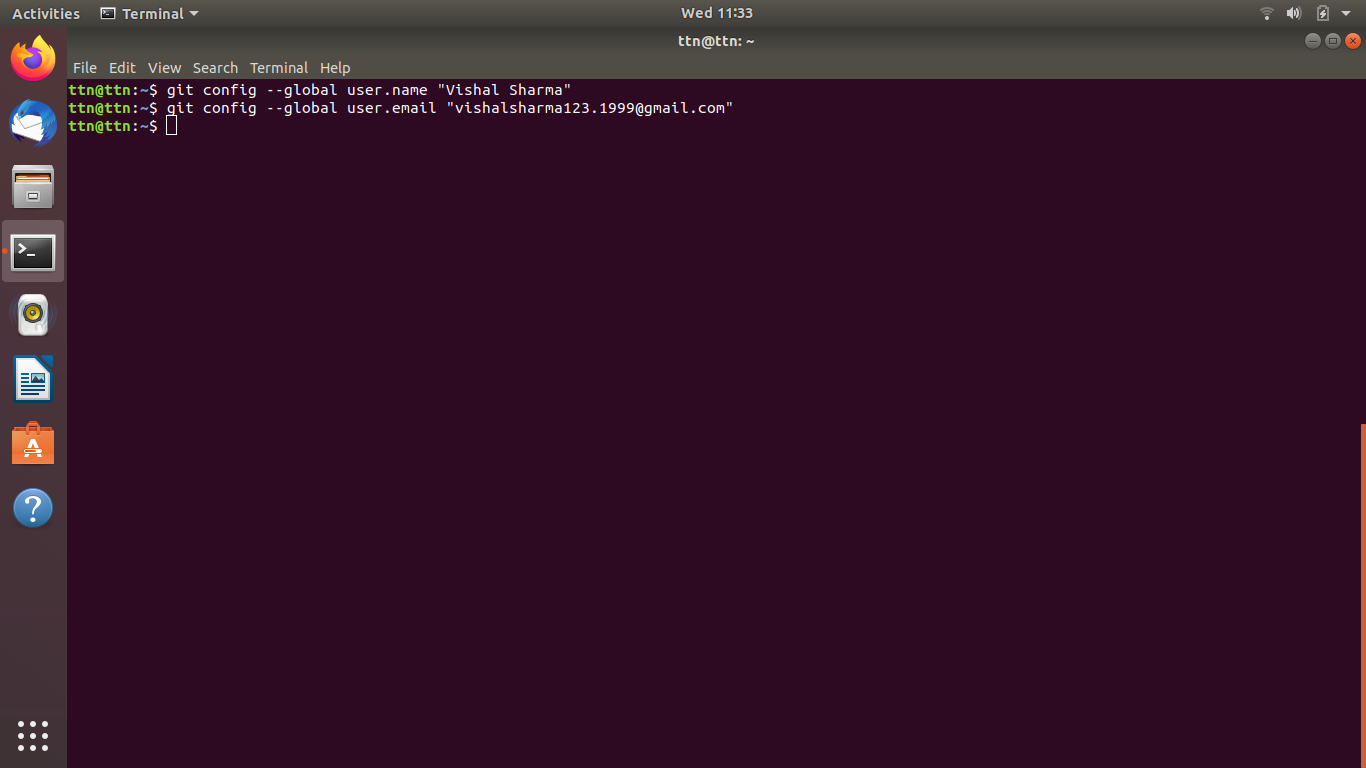 Activities Terminal Wed 11:33
ttn@ttn: ~
File Edit View Search Terminal Help
ttn@ttn:~$ git config --global user.name "Vishal Sharma"
ttn@ttn:~$ git config --global user.email "vishalsharma123.1999@gmail.com"
ttn@ttn:~$